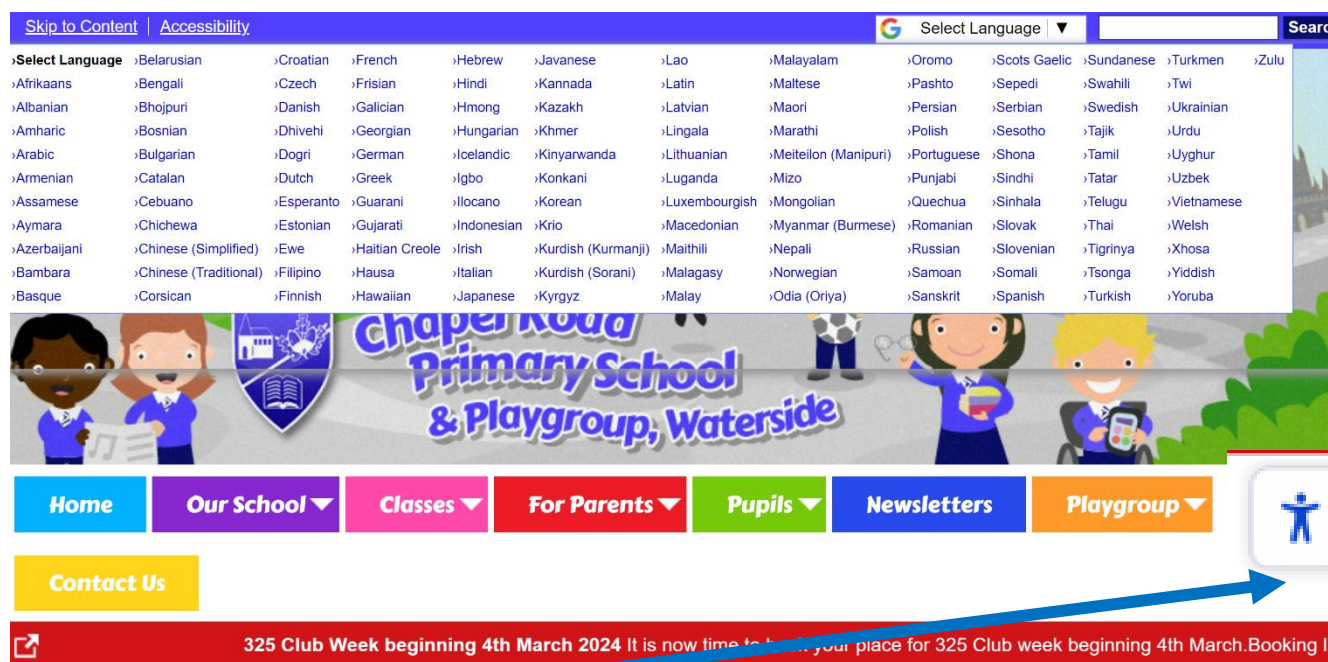 Skip to Content | Accessibility
Select Language ▼
Searc
›Select Language ›Belarusian ›Croatian ›French ›Hebrew ›Javanese ›Lao ›Malayalam ›Oromo ›Scots Gaelic ›Sundanese ›Turkmen ›Zulu
›Afrikaans ›Bengali ›Czech ›Frisian ›Hindi ›Kannada ›Latin ›Maltese ›Pashto ›Sepedi ›Swahili ›Twi
›Albanian ›Bhojpuri ›Danish ›Galician ›Hmong ›Kazakh ›Latvian ›Maori ›Persian ›Serbian ›Swedish ›Ukrainian
›Amharic ›Bosnian ›Dhivehi ›Georgian ›Hungarian ›Khmer ›Lingala ›Marathi ›Polish ›Sesotho ›Tajik ›Urdu
›Arabic ›Bulgarian ›Dogri ›German ›Icelandic ›Kinyarwanda ›Lithuanian ›Meiteilon (Manipuri) ›Portuguese ›Shona ›Tamil ›Uyghur
›Armenian ›Catalan ›Dutch ›Greek ›Igbo ›Konkani ›Luganda ›Mizo ›Punjabi ›Sindhi ›Tatar ›Uzbek
›Assamese ›Cebuano ›Esperanto ›Guarani ›Ilocano ›Korean ›Luxembourgish ›Mongolian ›Quechua ›Sinhala ›Telugu ›Vietnamese
›Aymara ›Chichewa ›Estonian ›Gujarati ›Indonesian ›Krio ›Macedonian ›Myanmar (Burmese) ›Romanian ›Slovak ›Thai ›Welsh
›Azerbaijani ›Chinese (Simplified) ›Ewe ›Haitian Creole ›Irish ›Kurdish (Kurmanji) ›Maithili ›Nepali ›Russian ›Slovenian ›Tigrinya ›Xhosa
›Bambara ›Chinese (Traditional) ›Filipino ›Hausa ›Italian ›Kurdish (Sorani) ›Malagasy ›Norwegian ›Samoan ›Somali ›Tsonga ›Yiddish
›Basque ›Corsican ›Finnish ›Hawaiian ›Japanese ›Kyrgyz ›Malay ›Odia (Oriya) ›Sanskrit ›Spanish ›Turkish ›Yoruba
Chapel Road
Primary School
& Playgroup, Waterside
Home Our School Classes For Parents Pupils Newsletters Playgroup
Contact Us
325 Club Week beginning 4th March 2024 It is now time to book your place for 325 Club week beginning 4th March.Booking